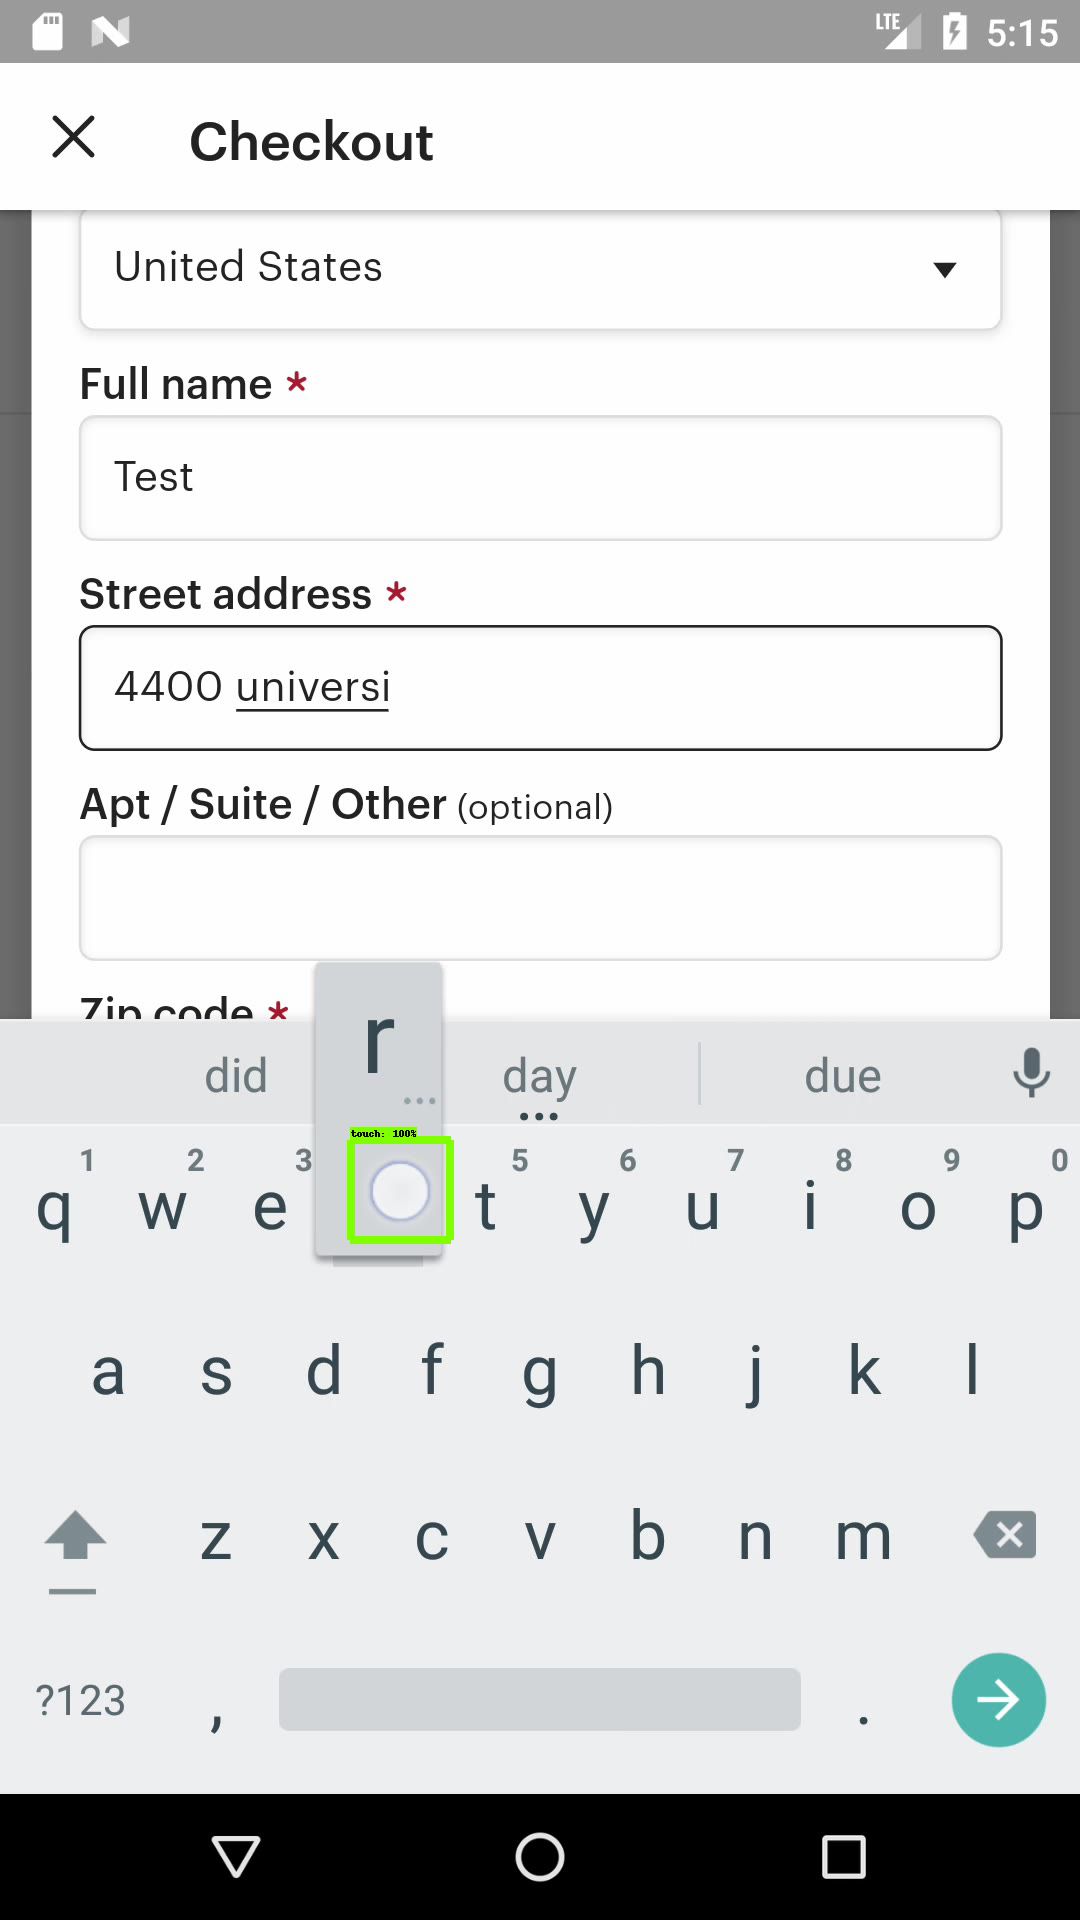 LTE 5:15
Checkout
United States
Full name *
Test
Street address *
4400 universi
Apt / Suite / Other (optional)
Zip code *
r
did day due
touch: 100%
1 2 3 5 6 7 8 9 0
q w e t y u i o p
a s d f g h j k l
z x c v b n m
?123 , .